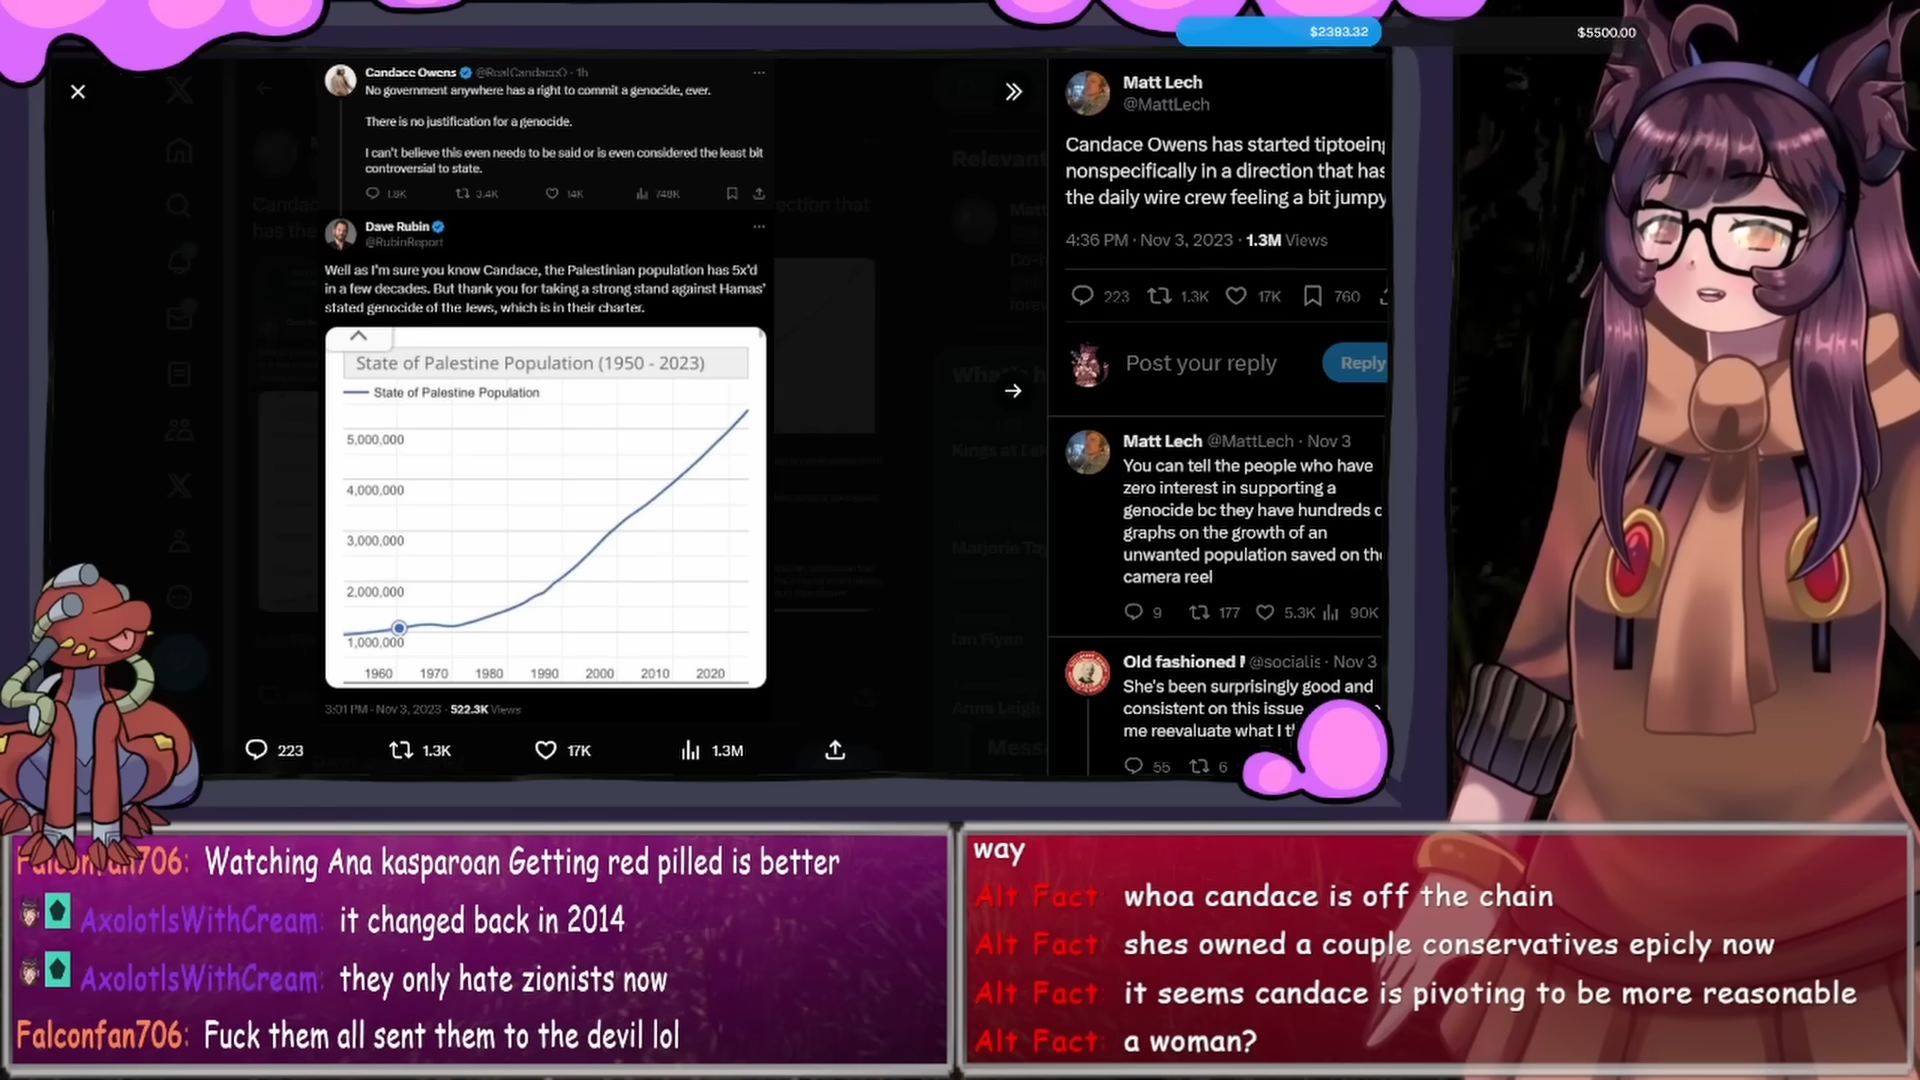 $2393.32
$5500.00
Candace Owens @RealCandaceO · 1h
No government anywhere has a right to commit a genocide, ever.
There is no justification for a genocide.
I can't believe this even needs to be said or is even considered the least bit
controversial to state.
1.8K 3.4K 14K 748K
Dave Rubin
@RubinReport
Well as I'm sure you know Candace, the Palestinian population has 5x'd
in a few decades. But thank you for taking a strong stand against Hamas'
stated genocide of the Jews, which is in their charter.
State of Palestine Population (1950 - 2023)
State of Palestine Population
5,000,000
4,000,000
3,000,000
2,000,000
1,000,000
1960 1970 1980 1990 2000 2010 2020
3:01 PM · Nov 3, 2023 · 522.3K Views
223 1.3K 17K 1.3M
Matt Lech
@MattLech
Candace Owens has started tiptoeing
nonspecifically in a direction that has
the daily wire crew feeling a bit jumpy
4:36 PM · Nov 3, 2023 · 1.3M Views
223 1.3K 17K 760
Post your reply
Reply
Matt Lech @MattLech · Nov 3
You can tell the people who have
zero interest in supporting a
genocide bc they have hundreds o
graphs on the growth of an
unwanted population saved on the
camera reel
9 177 5.3K 90K
Old fashioned @socialis · Nov 3
She's been surprisingly good and
consistent on this issue
me reevaluate what I
55 6
Falconfan706: Watching Ana kasparoan Getting red pilled is better
AxolotlsWithCream: it changed back in 2014
AxolotlsWithCream: they only hate zionists now
Falconfan706: Fuck them all sent them to the devil lol
way
Alt Fact: whoa candace is off the chain
Alt Fact: shes owned a couple conservatives epicly now
Alt Fact: it seems candace is pivoting to be more reasonable
Alt Fact: a woman?